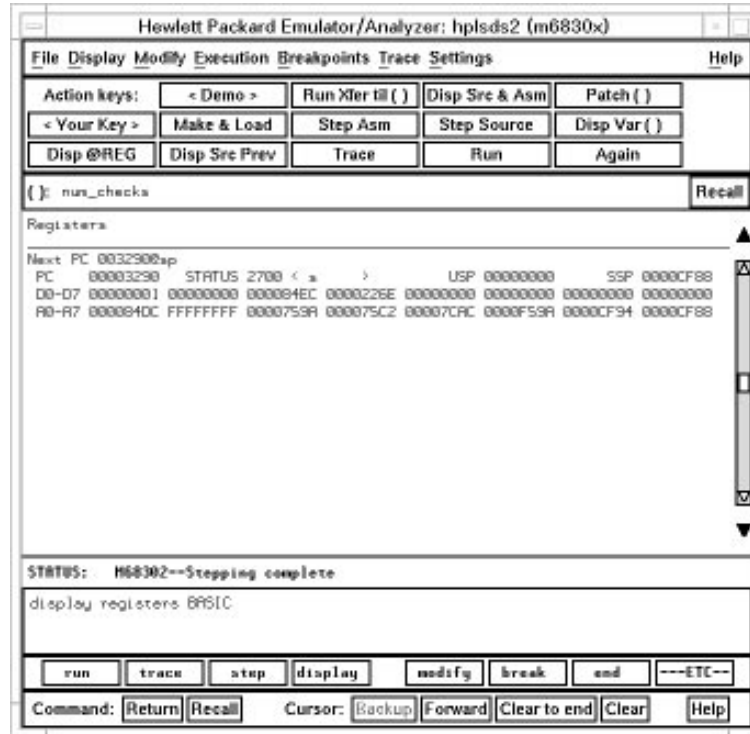 Hewlett Packard Emulator/Analyzer: hplsds2 (m6830x)
File Display Modify Execution Breakpoints Trace Settings Help
Action keys: < Demo > Run Xfer til ( ) Disp Src & Asm Patch ( )
< Your Key > Make & Load Step Asm Step Source Disp Var ( )
Disp @REG Disp Src Prev Trace Run Again
( ): num_checks Recall
Registers
Next PC 003290@sp
PC 00003290 STATUS 2700 < s > USP 00000000 SSP 0000CF88
D0-D7 00000001 00000000 000084EC 0000226E 00000000 00000000 00000000 00000000
A0-A7 000084DC FFFFFFFF 0000759A 000075C2 00007CAC 0000F59A 0000CF94 0000CF88
STATUS: M68302--Stepping complete
display registers BASIC
run trace step display modify break end ---ETC--
Command: Return Recall Cursor: Backup Forward Clear to end Clear Help